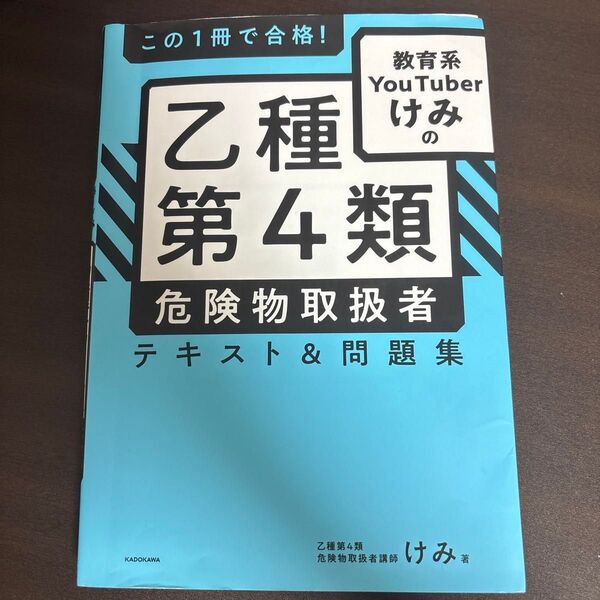 この1冊で合格!
教育系
YouTuber
けみの
乙種
第4類
危険物取扱者
テキスト&問題集
KADOKAWA
乙種第4類
危険物取扱者講師 けみ 著